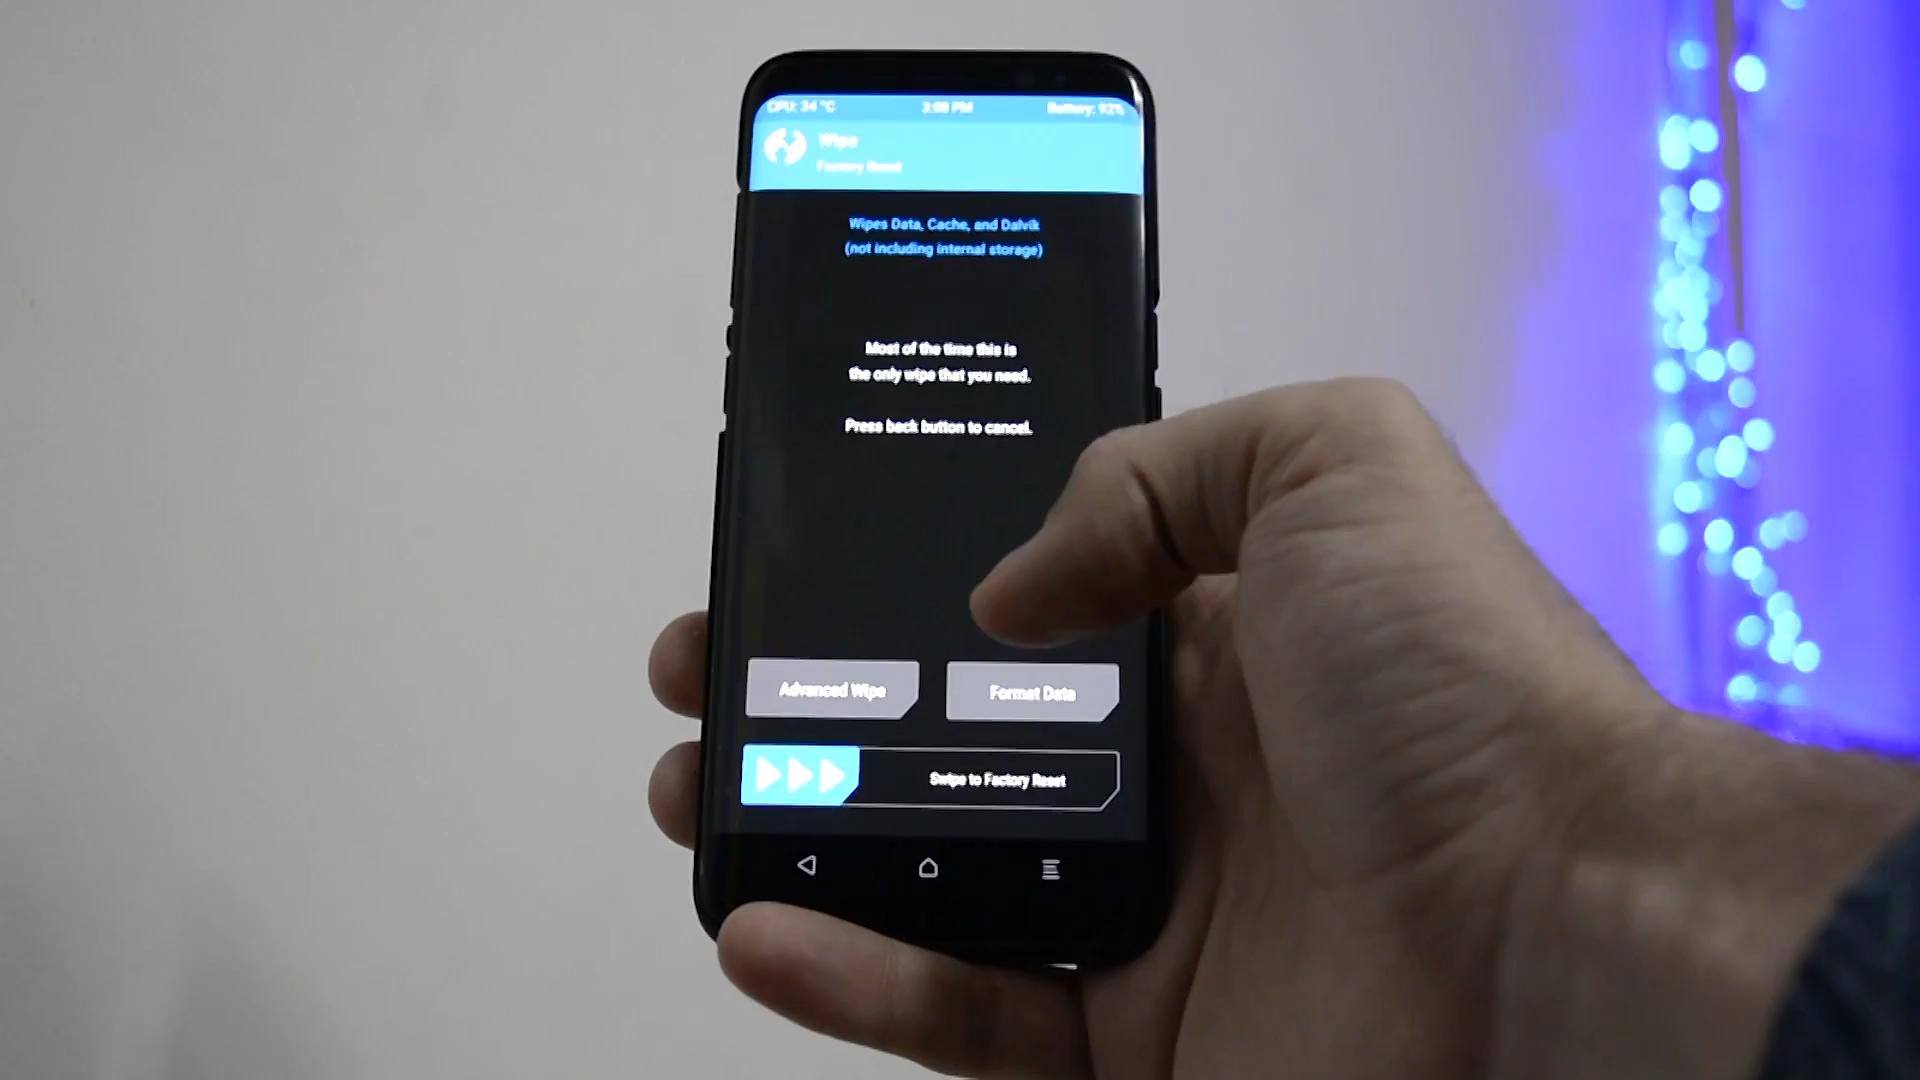 CPU: 34 °C 3:08 PM Battery: 92%
Wipe
Factory Reset
Wipes Data, Cache, and Dalvik
(not including internal storage)
Most of the time this is
the only wipe that you need.
Press back button to cancel.
Advanced Wipe Format Data
Swipe to Factory Reset